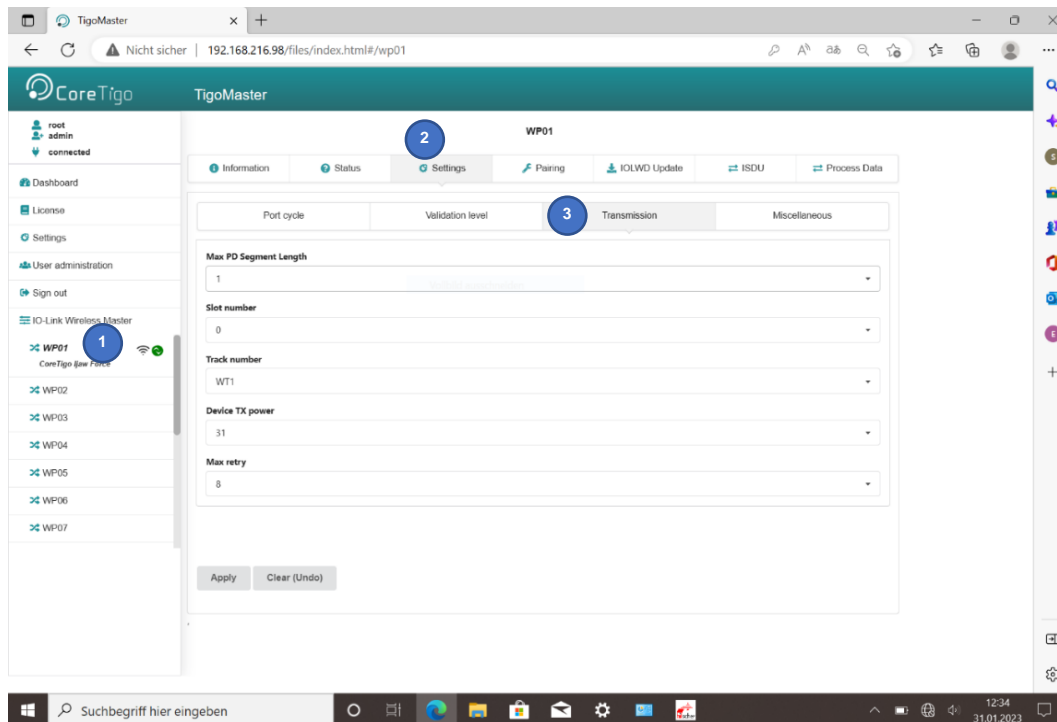 TigoMaster
Nicht sicher | 192.168.216.98/files/index.html#/wp01
CoreTigo
TigoMaster
root
admin
connected
WP01
2
Information
Status
Settings
Pairing
IOLWD Update
ISDU
Process Data
Dashboard
License
Settings
User administration
Sign out
IO-Link Wireless Master
WP01
1
CoreTigo
WP02
WP03
WP04
WP05
WP06
WP07
Port cycle
Validation level
3
Transmission
Miscellaneous
Max PD Segment Length
1
Slot number
0
Track number
WT1
Device TX power
31
Max retry
8
Apply
Clear (Undo)
Suchbegriff hier eingeben
12:34
31.01.2023